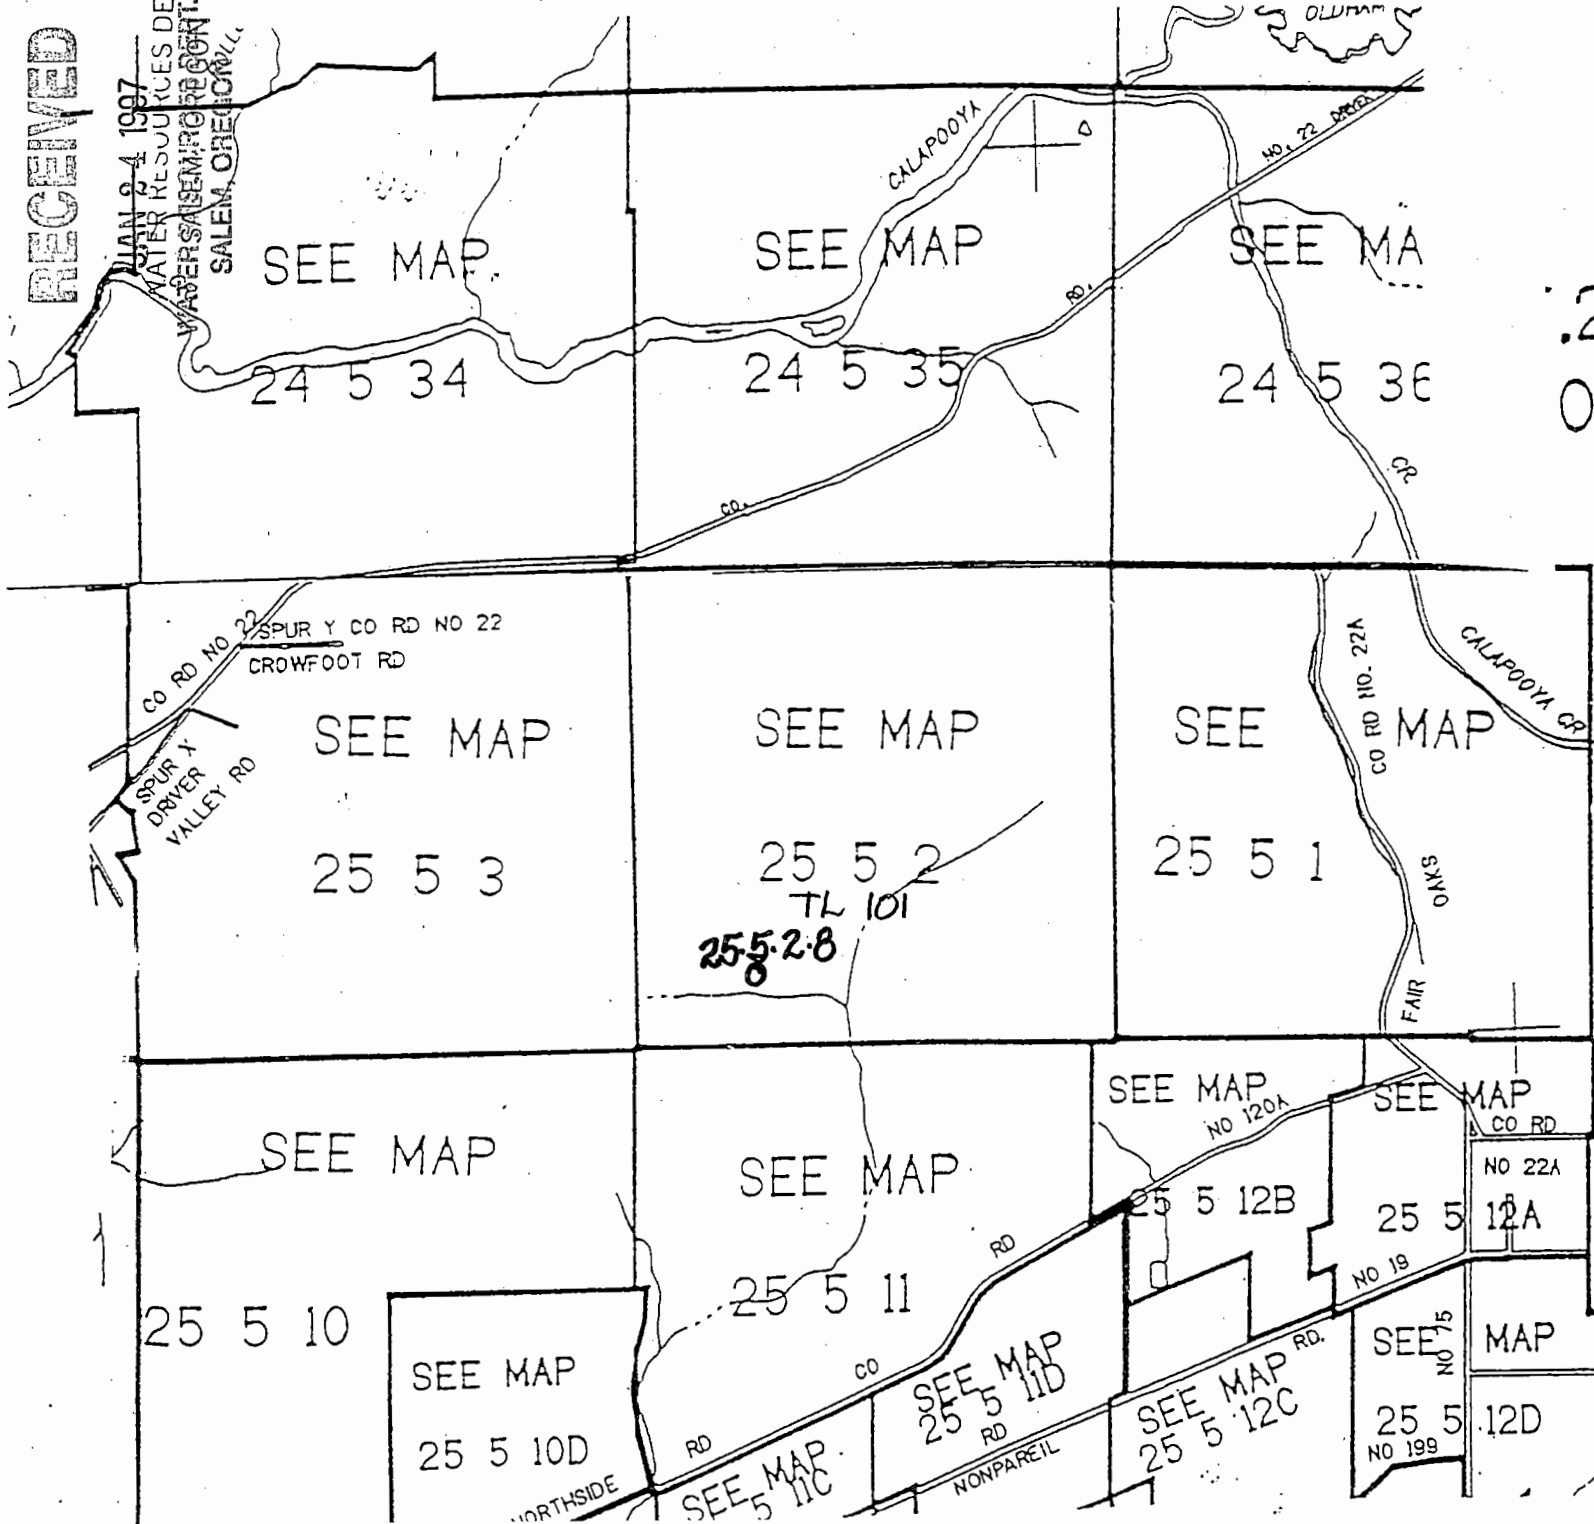 RECEIVED
JAN 24 1997
WATER RESOURCES
SALEM, OREGON
OLDHAM
CALAPOOYA
NO. 22
SEE MAP
SEE MAP
SEE MA
RD.
24 5 34
24 5 35
24 5 36
CR
CO.
CO RD NO 22
SPUR Y CO RD NO 22
CROWFOOT RD
CO RD NO. 22A
CALAPOOYA CR
SEE MAP
SEE MAP
SEE MAP
SPUR X
DRIVER
VALLEY RD
25 5 3
25 5 2
25 5 1
TL 101
25.5.2.8
0
OAKS
FAIR
SEE MAP
NO 120A
SEE MAP
CO RD
NO 22A
SEE MAP
SEE MAP
25 5 12B
25 5 12A
RD
NO 19
25 5 10
25 5 11
SEE MAP
25 5 10D
CO
RD
SEE MAP
25 5 11D
RD
RD.
SEE MAP
25 5 12C
SEE MAP
NO 75
25 5 12D
NO 199
NONPAREIL
NORTHSIDE
SEE MAP
5 11C